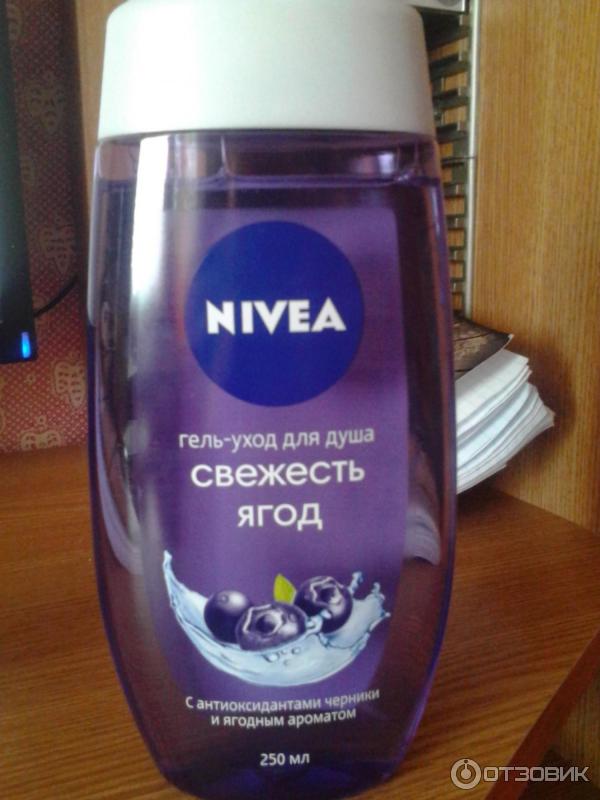 NIVEA
гель-уход для душа
свежесть
ягод
С антиоксидантами черники
и ягодным ароматом
250 мл
ОТЗОВИК